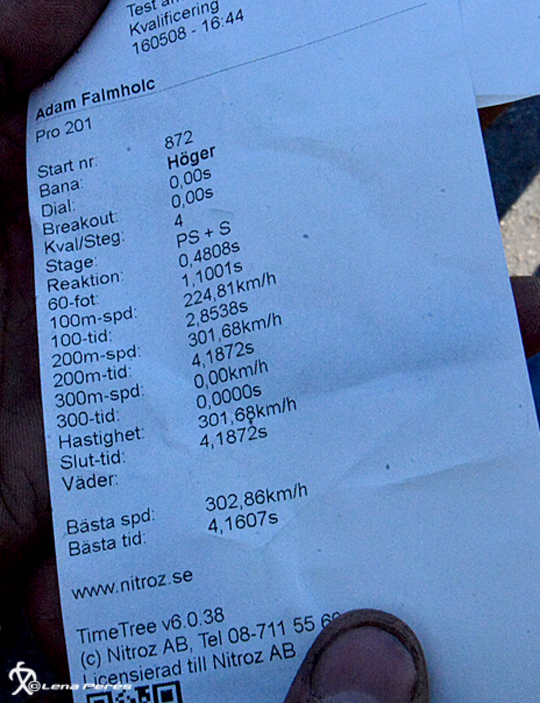 Test
Kvalificering
160508 - 16:44
Adam Falmholc
Pro 201
Start nr: 872
Bana: Höger
Dial: 0,00s
Breakout: 0,00s
Kval/Steg: 4
Stage: PS + S
Reaktion: 0,4808s
60-fot: 1,1001s
100m-spd: 224,81km/h
100-tid: 2,8538s
200m-spd: 301,68km/h
200m-tid: 4,1872s
300m-spd: 0,00km/h
300-tid: 0,0000s
Hastighet: 301,68km/h
Slut-tid: 4,1872s
Väder:
Bästa spd: 302,86km/h
Bästa tid: 4,1607s
www.nitroz.se
TimeTree v6.0.38
(c) Nitroz AB, Tel 08-711 55
Licensierad till Nitroz AB
©Lena Perés